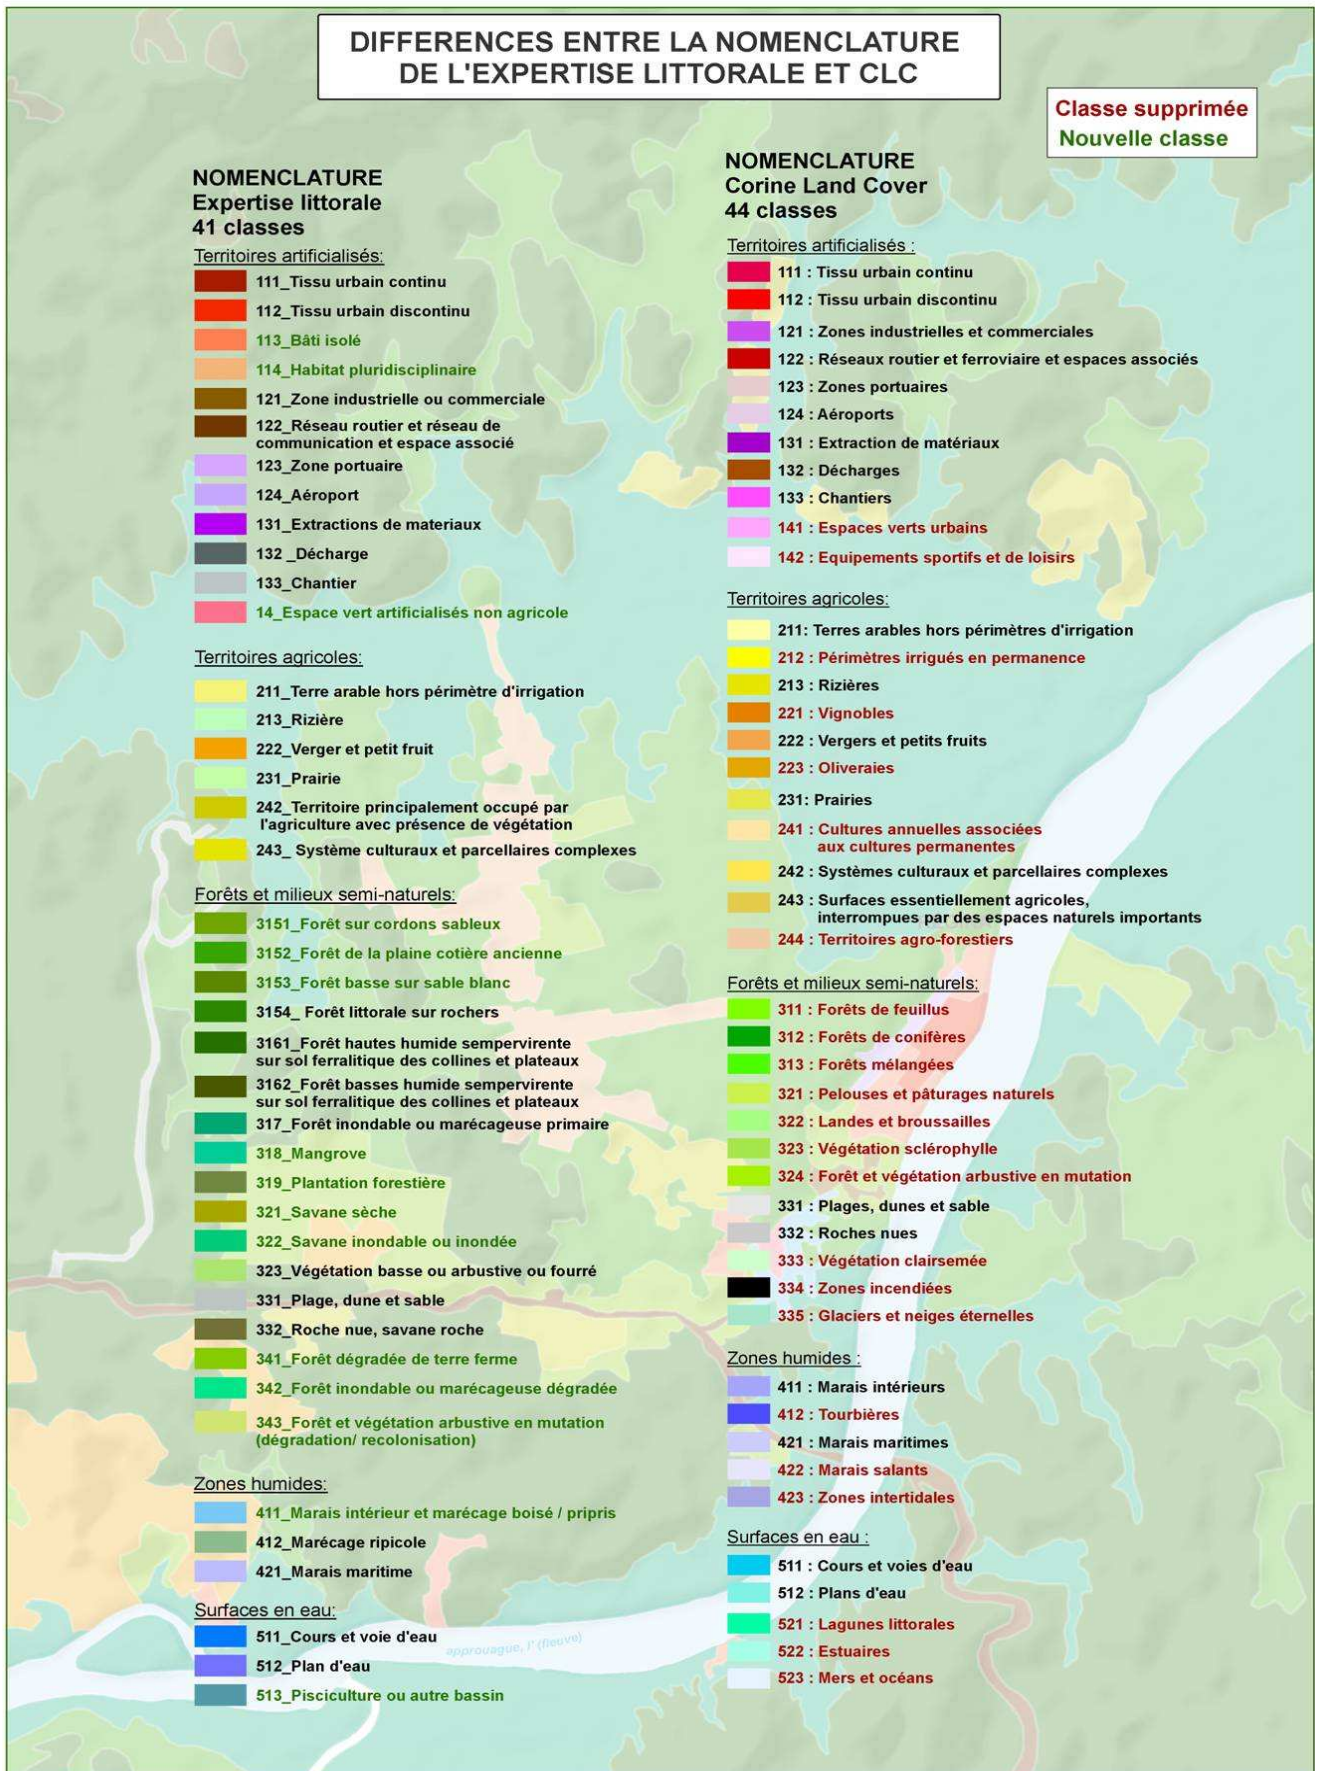 DIFFERENCES ENTRE LA NOMENCLATURE
DE L'EXPERTISE LITTORALE ET CLC
Classe supprimée
Nouvelle classe
NOMENCLATURE
Expertise littorale
41 classes
Territoires artificialisés:
111_Tissu urbain continu
112_Tissu urbain discontinu
113_Bâti isolé
114_Habitat pluridisciplinaire
121_Zone industrielle ou commerciale
122_Réseau routier et réseau de
communication et espace associé
123_Zone portuaire
124_Aéroport
131_Extractions de materiaux
132 _Décharge
133_Chantier
14_Espace vert artificialisés non agricole
Territoires agricoles:
211_Terre arable hors périmètre d'irrigation
213_Rizière
222_Verger et petit fruit
231_Prairie
242_Territoire principalement occupé par
l'agriculture avec présence de végétation
243_ Système culturaux et parcellaires complexes
Forêts et milieux semi-naturels:
3151_Forêt sur cordons sableux
3152_Forêt de la plaine cotière ancienne
3153_Forêt basse sur sable blanc
3154_ Forêt littorale sur rochers
3161_Forêt hautes humide sempervirente
sur sol ferralitique des collines et plateaux
3162_Forêt basses humide sempervirente
sur sol ferralitique des collines et plateaux
317_Forêt inondable ou marécageuse primaire
318_Mangrove
319_Plantation forestière
321_Savane sèche
322_Savane inondable ou inondée
323_Végétation basse ou arbustive ou fourré
331_Plage, dune et sable
332_Roche nue, savane roche
341_Forêt dégradée de terre ferme
342_Forêt inondable ou marécageuse dégradée
343_Forêt et végétation arbustive en mutation
(dégradation/ recolonisation)
Zones humides:
411_Marais intérieur et marécage boisé / pripris
412_Marécage ripicole
421_Marais maritime
Surfaces en eau:
511_Cours et voie d'eau
512_Plan d'eau
513_Pisciculture ou autre bassin
NOMENCLATURE
Corine Land Cover
44 classes
Territoires artificialisés :
111 : Tissu urbain continu
112 : Tissu urbain discontinu
121 : Zones industrielles et commerciales
122 : Réseaux routier et ferroviaire et espaces associés
123 : Zones portuaires
124 : Aéroports
131 : Extraction de matériaux
132 : Décharges
133 : Chantiers
141 : Espaces verts urbains
142 : Equipements sportifs et de loisirs
Territoires agricoles:
211: Terres arables hors périmètres d'irrigation
212 : Périmètres irrigués en permanence
213 : Rizières
221 : Vignobles
222 : Vergers et petits fruits
223 : Oliveraies
231: Prairies
241 : Cultures annuelles associées
aux cultures permanentes
242 : Systèmes culturaux et parcellaires complexes
243 : Surfaces essentiellement agricoles,
interrompues par des espaces naturels importants
244 : Territoires agro-forestiers
Forêts et milieux semi-naturels:
311 : Forêts de feuillus
312 : Forêts de conifères
313 : Forêts mélangées
321 : Pelouses et pâturages naturels
322 : Landes et broussailles
323 : Végétation sclérophylle
324 : Forêt et végétation arbustive en mutation
331 : Plages, dunes et sable
332 : Roches nues
333 : Végétation clairsemée
334 : Zones incendiées
335 : Glaciers et neiges éternelles
Zones humides :
411 : Marais intérieurs
412 : Tourbières
421 : Marais maritimes
422 : Marais salants
423 : Zones intertidales
Surfaces en eau :
511 : Cours et voies d'eau
512 : Plans d'eau
521 : Lagunes littorales
522 : Estuaires
523 : Mers et océans
approuague, l' (fleuve)